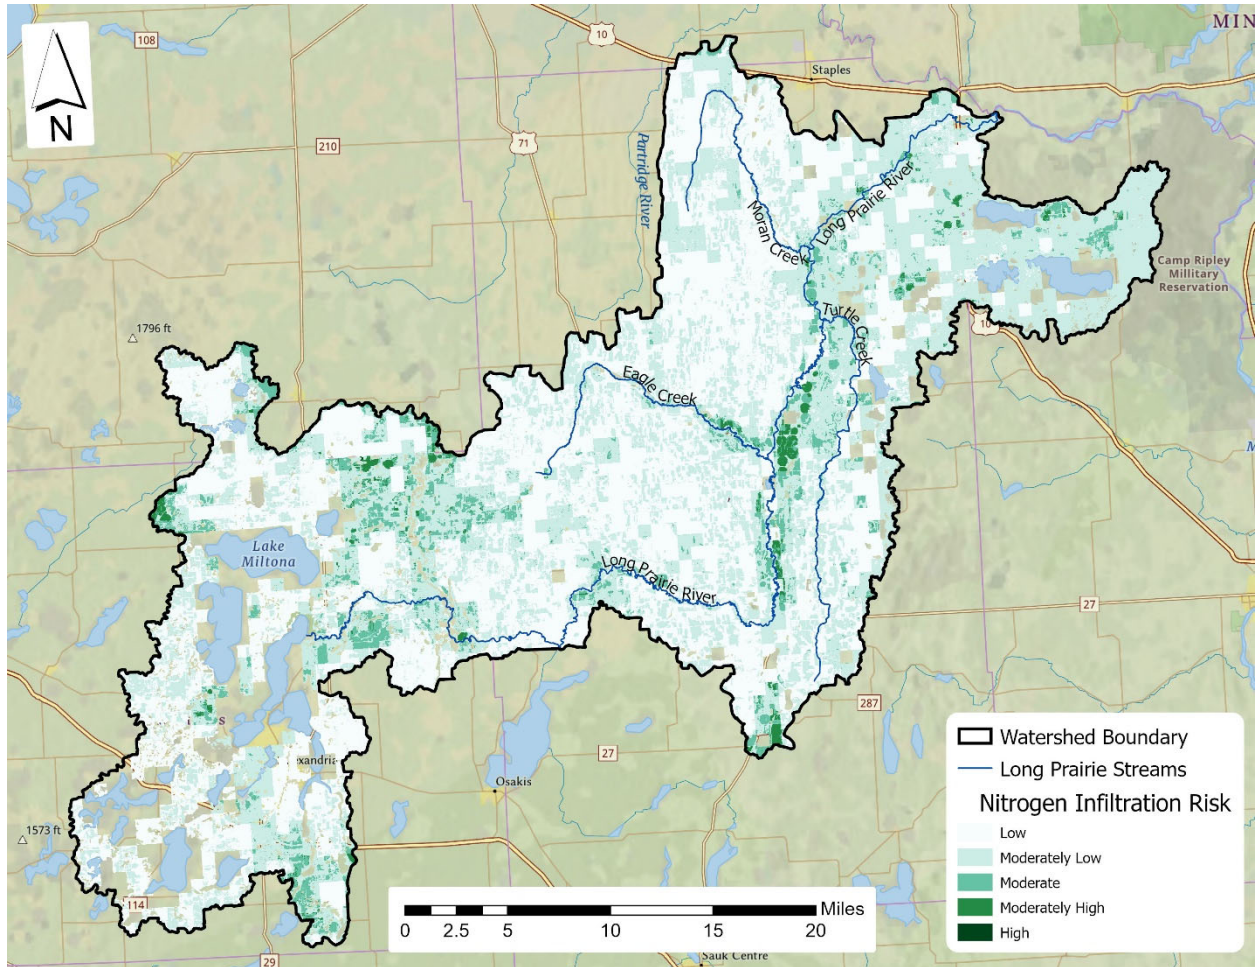 MIN
108
10
Staples
N
210
71
Partridge
River
Moran Creek
Long Prairie River
Camp Ripley
Millitary
Reservation
1796 ft
Turtle Creek
10
Eagle Creek
Lake
Miltona
Long Prairie River
27
287
S
exandria
27
Osakis
1573 ft
114
29
Sauk Centre
Watershed Boundary
Long Prairie Streams
Nitrogen Infiltration Risk
Low
Moderately Low
Moderate
Moderately High
High
Miles
0 2.5 5 10 15 20